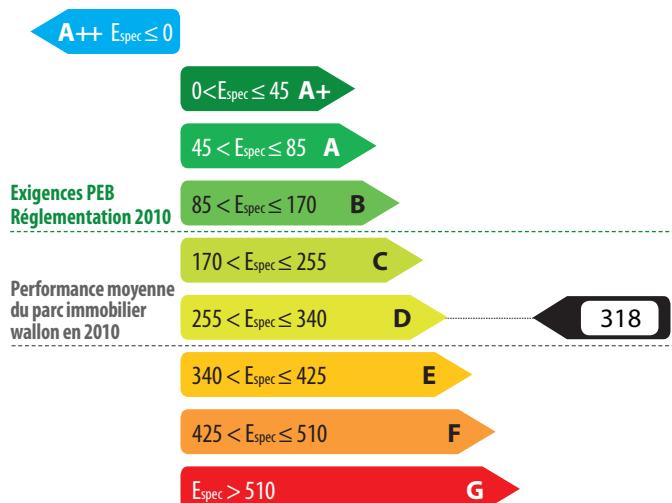 A++ Espec ≤ 0
0<Espec ≤ 45 A+
45 < Espec ≤ 85 A
Exigences PEB
Réglementation 2010
85 < Espec ≤ 170 B
170 < Espec ≤ 255 C
Performance moyenne
du parc immobilier
wallon en 2010
255 < Espec ≤ 340 D
318
340 < Espec ≤ 425 E
425 < Espec ≤ 510 F
Espec > 510 G